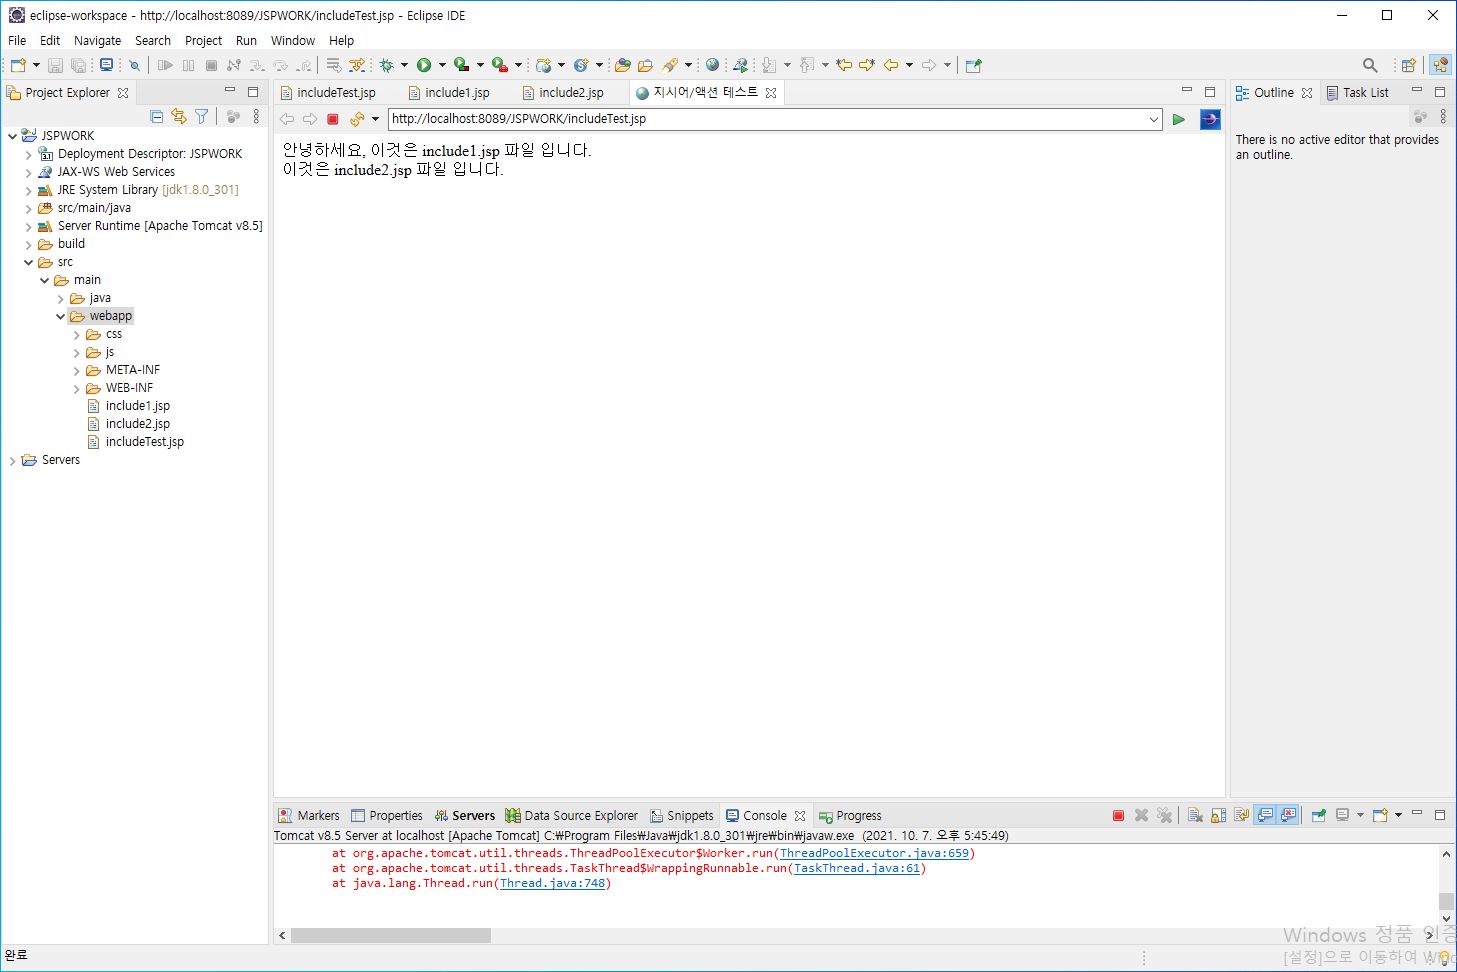 eclipse-workspace - http://localhost:8089/JSPWORK/includeTest.jsp - Eclipse IDE
File Edit Navigate Search Project Run Window Help
Project Explorer
JSPWORK
Deployment Descriptor: JSPWORK
JAX-WS Web Services
JRE System Library [jdk1.8.0_301]
src/main/java
Server Runtime [Apache Tomcat v8.5]
build
src
main
java
webapp
css
js
META-INF
WEB-INF
include1.jsp
include2.jsp
includeTest.jsp
Servers
includeTest.jsp include1.jsp include2.jsp 지시어/액션 테스트
http://localhost:8089/JSPWORK/includeTest.jsp
안녕하세요, 이것은 include1.jsp 파일 입니다.
이것은 include2.jsp 파일 입니다.
Outline Task List
There is no active editor that provides
an outline.
Markers Properties Servers Data Source Explorer Snippets Console Progress
Tomcat v8.5 Server at localhost [Apache Tomcat] C:₩Program Files₩Java₩jdk1.8.0_301₩jre₩bin₩javaw.exe (2021. 10. 7. 오후 5:45:49)
at org.apache.tomcat.util.threads.ThreadPoolExecutor$Worker.run(ThreadPoolExecutor.java:659)
at org.apache.tomcat.util.threads.TaskThread$WrappingRunnable.run(TaskThread.java:61)
at java.lang.Thread.run(Thread.java:748)
Windows 정품 인증
[설정]으로 이동하여
완료